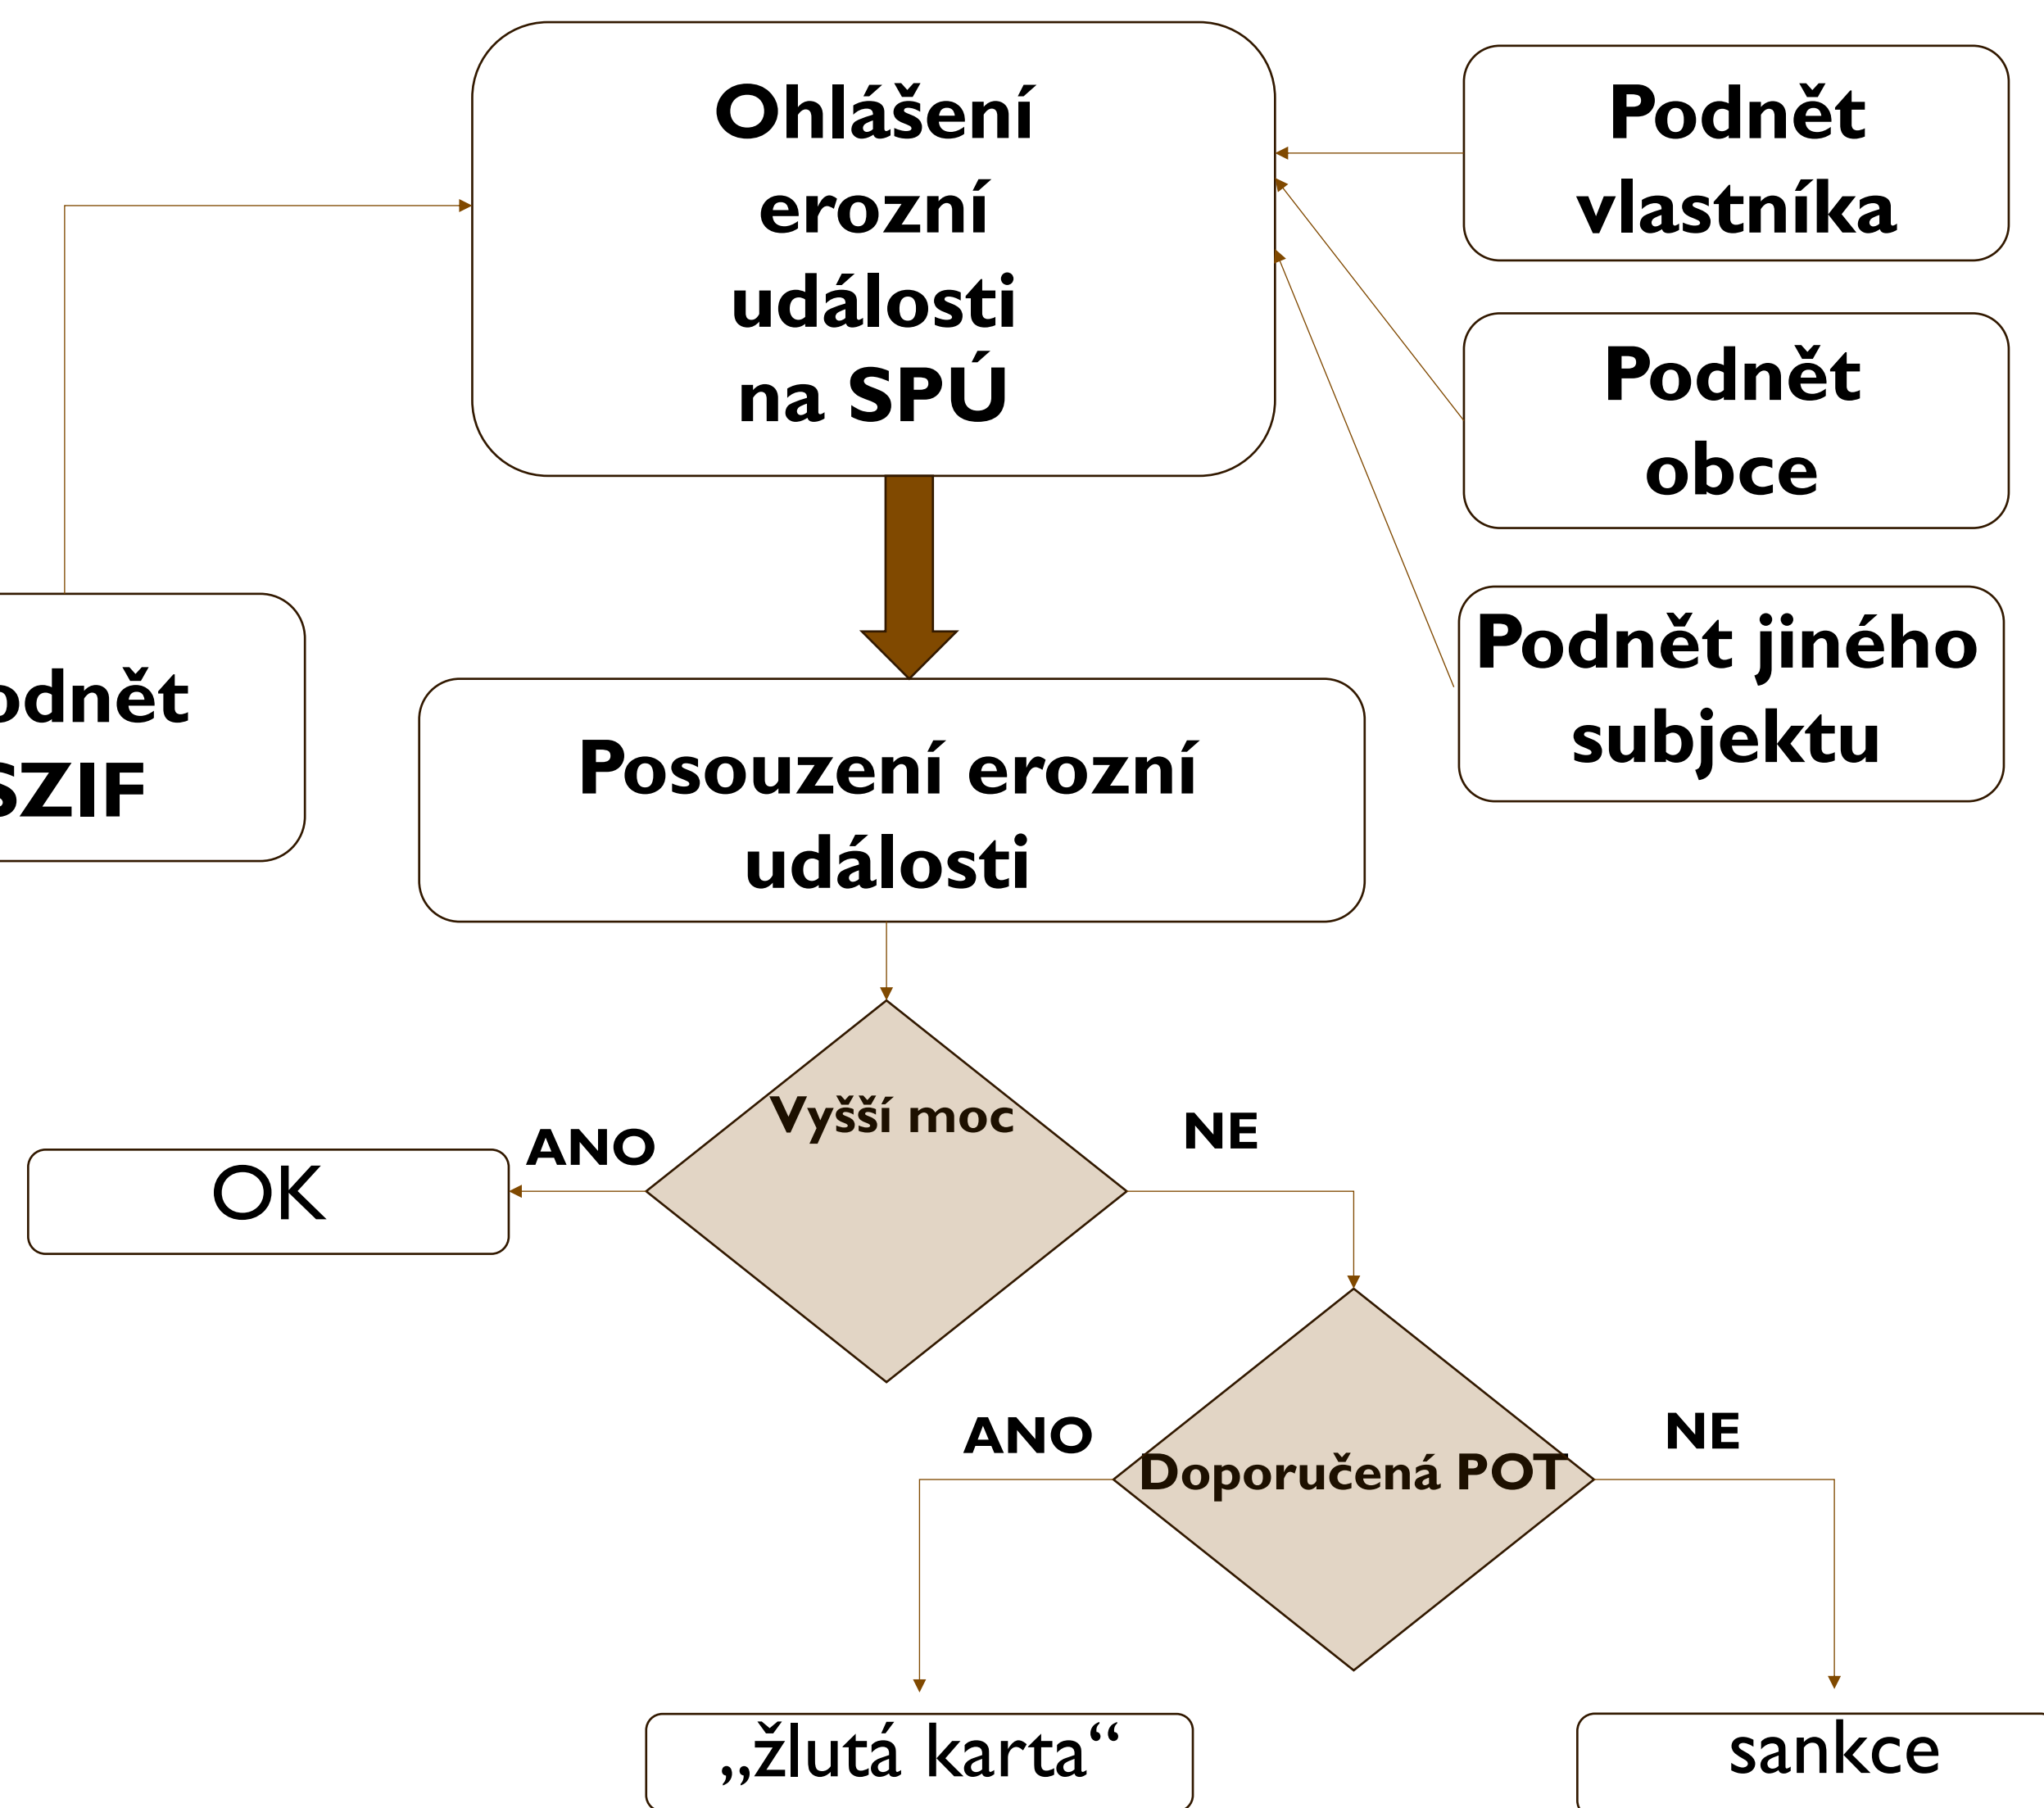 Ohlášení
erozní
události
na SPÚ
Podnět
vlastníka
Podnět
obce
Podnět jiného
subjektu
SZIF
Posouzení erozní
události
Vyšší moc
ANO
NE
OK
Doporučená POT
ANO
NE
„žlutá karta“
sankce